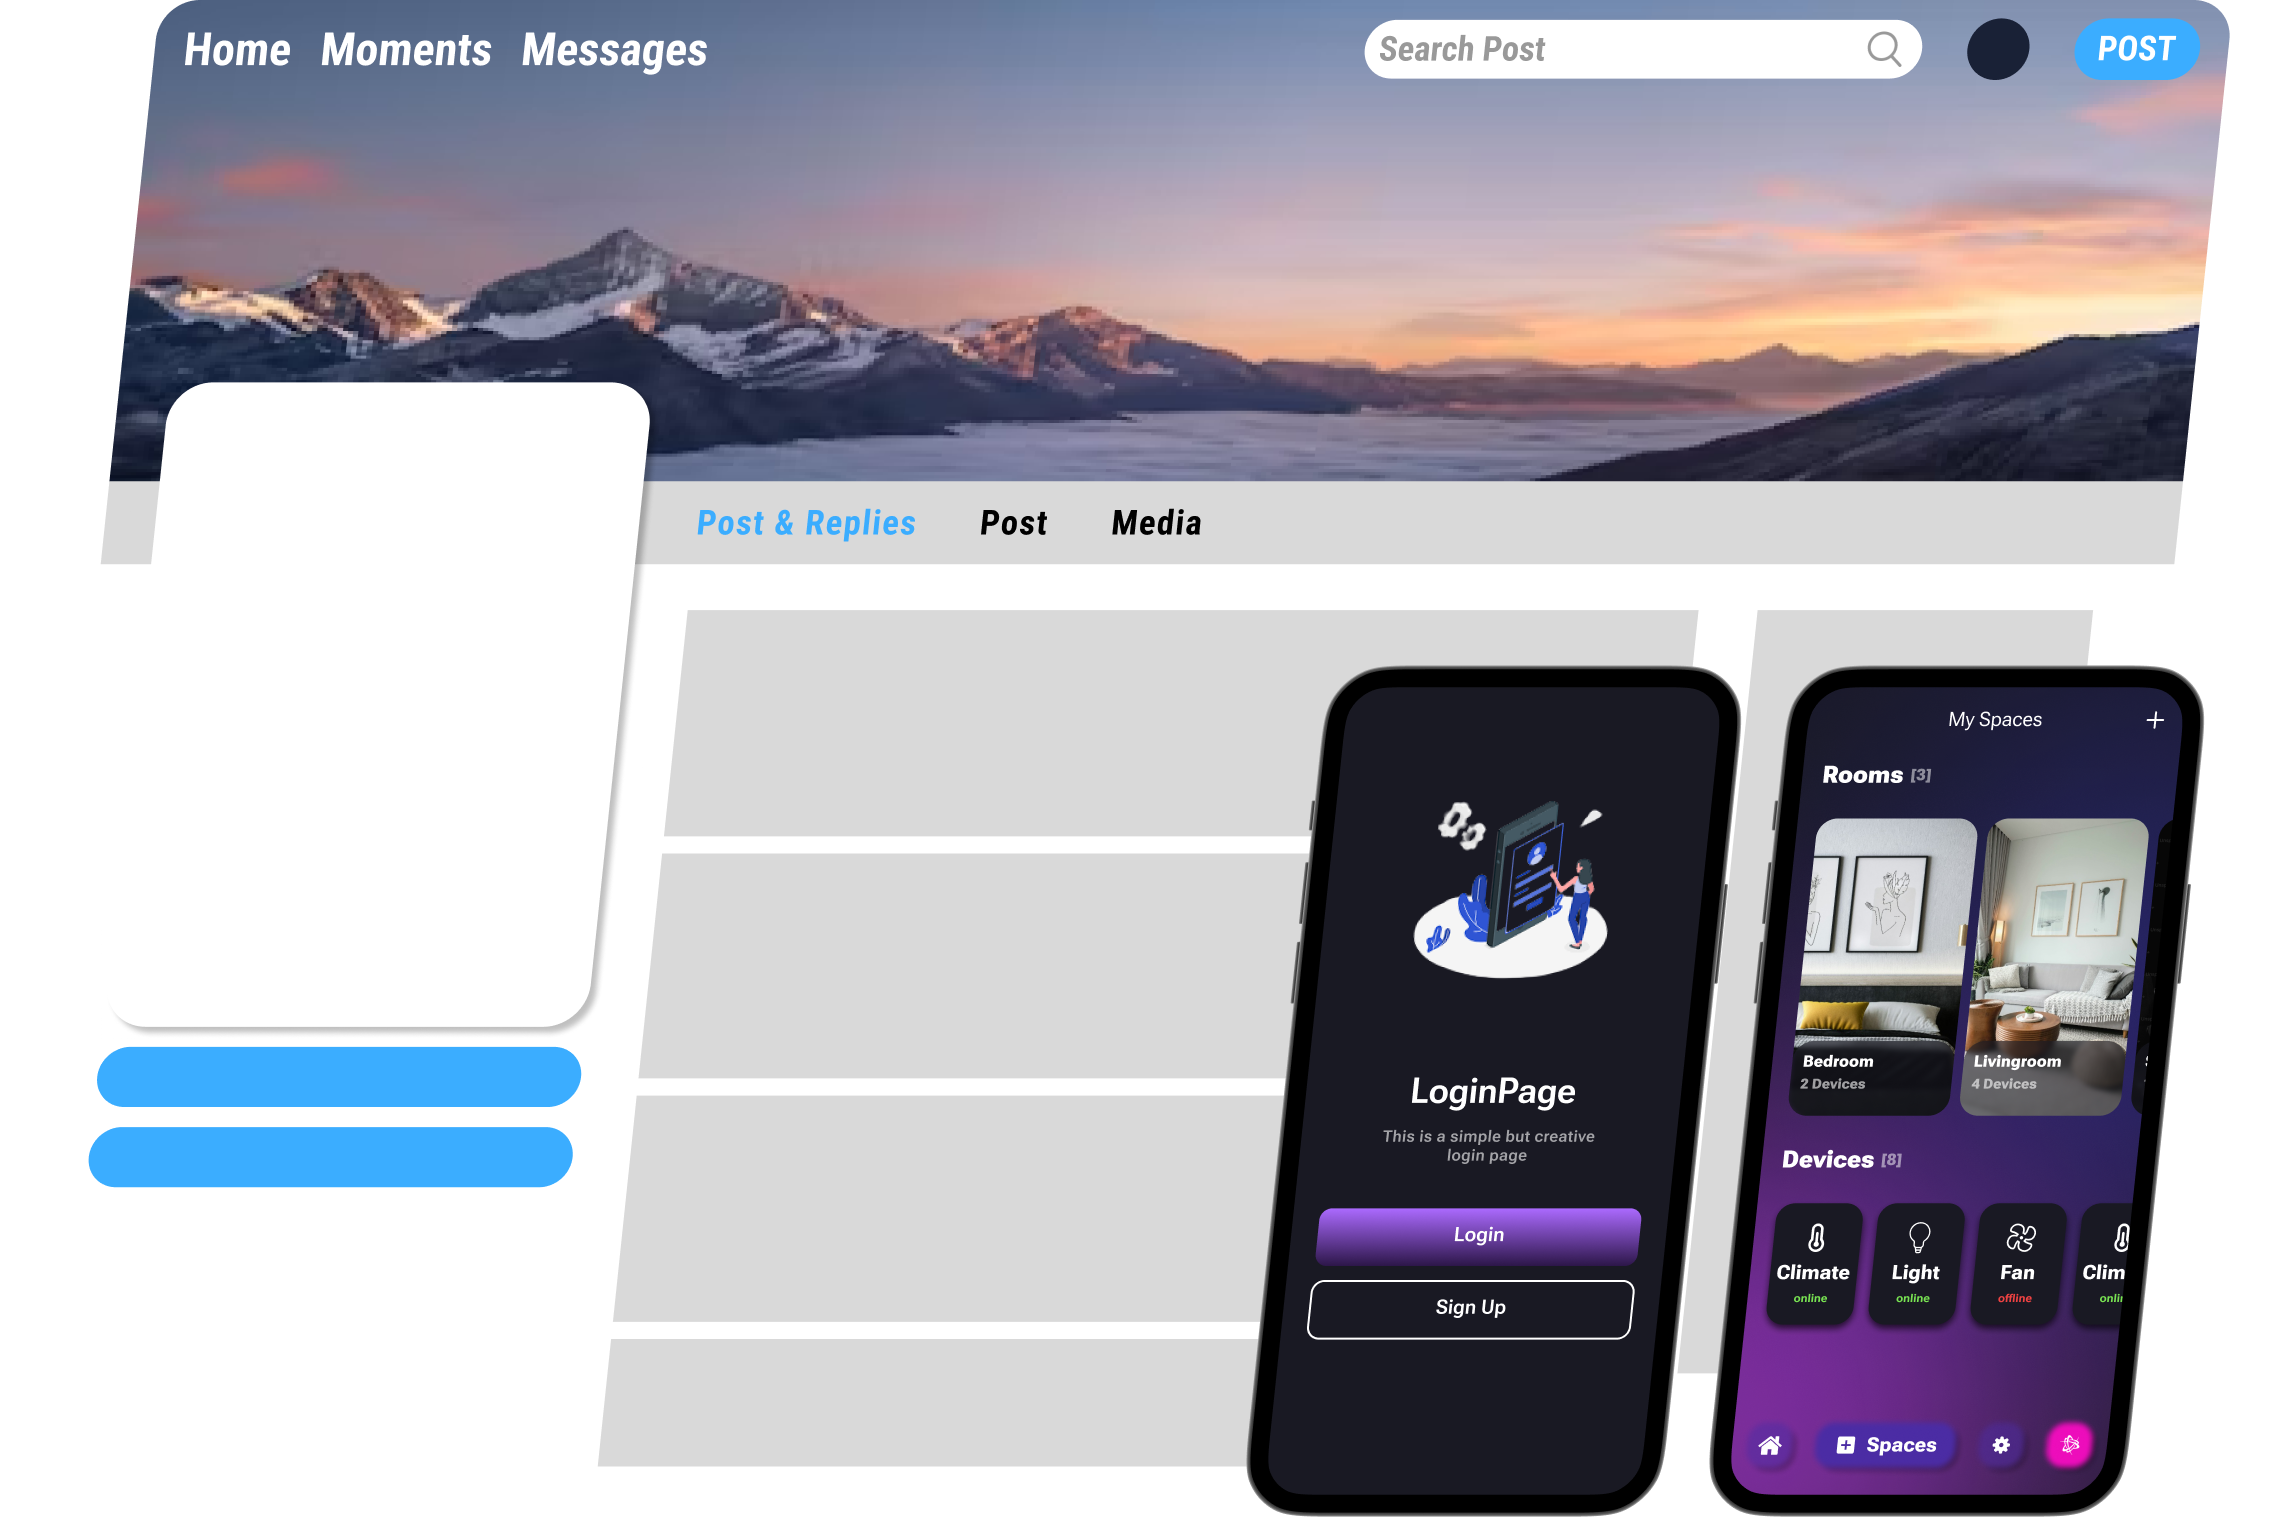 Home Moments Messages
Search Post
POST
Post & Replies Post Media
LoginPage
This is a simple but creative
login page
Login
Sign Up
My Spaces
Rooms [3]
Bedroom
2 Devices
Livingroom
4 Devices
Devices [8]
Climate
online
Light
online
Fan
offline
Clim
onlin
Spaces